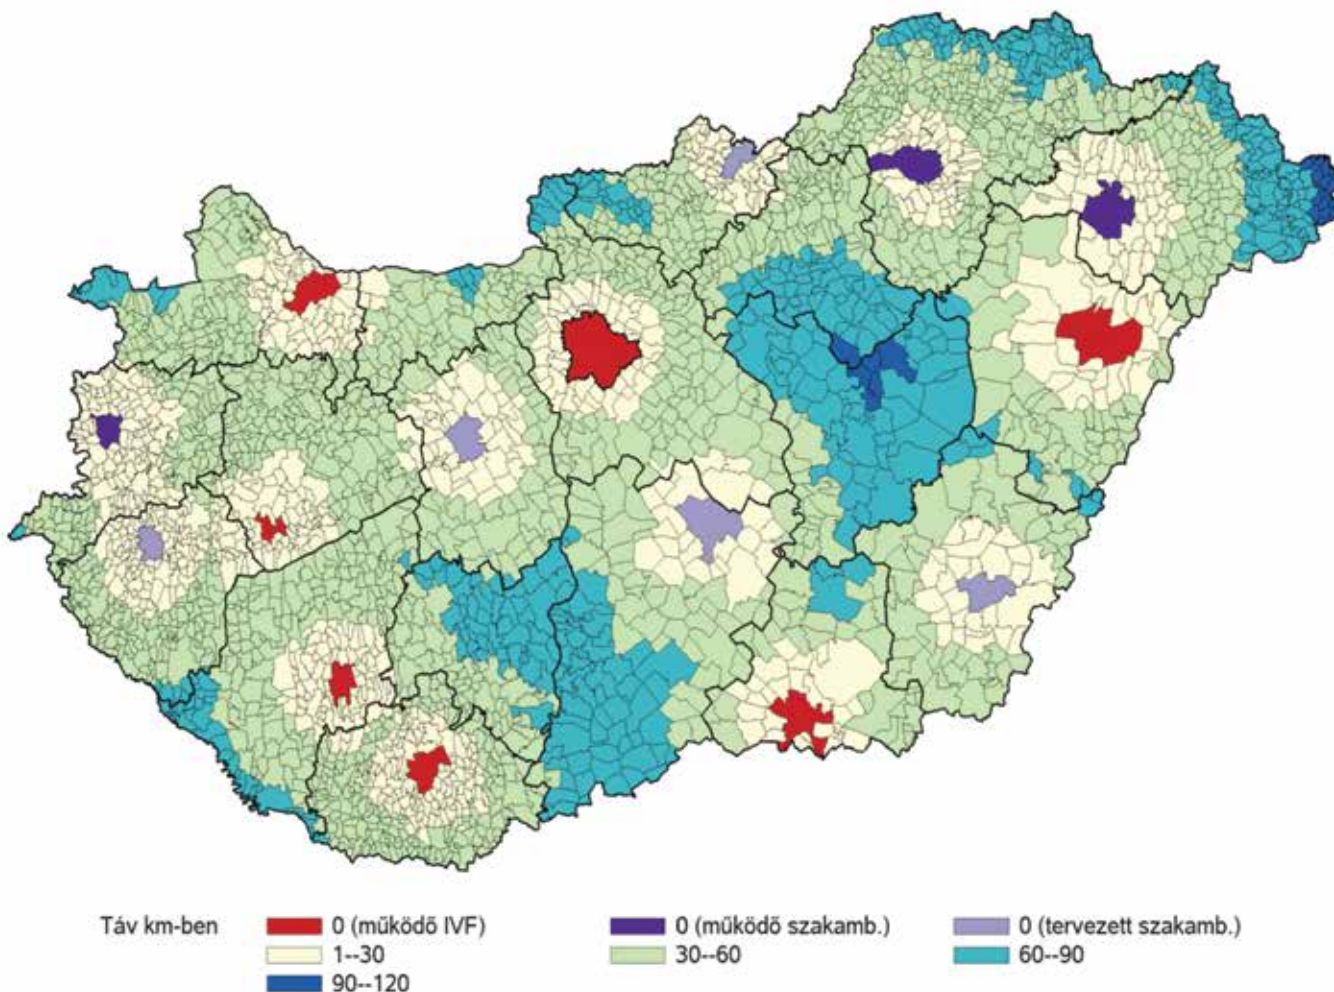 Táv km-ben 0 (működő IVF) 0 (működő szakamb.) 0 (tervezett szakamb.)
1--30 30--60 60--90
90--120